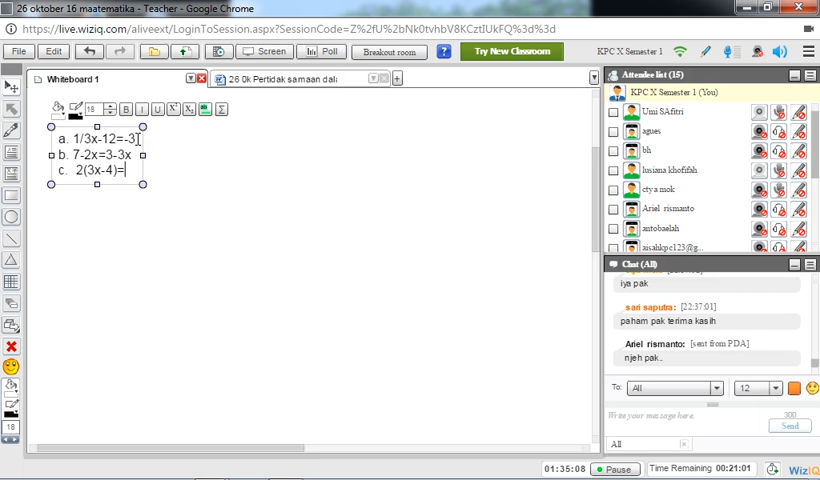 26 oktober 16 maatematika - Teacher - Google Chrome
https://live.wiziq.com/aliveext/LoginToSession.aspx?SessionCode=Z%2fU%2bNk0tvhbV8KCztIUkFQ%3d%3d
File Edit Screen Poll Breakout room ? Try New Classroom KPC X Semester 1
Whiteboard 1 26 0k Pertidak samaan dala
18 B I U X X Σ
a. 1/3x-12=-3
b. 7-2x=3-3x
c. 2(3x-4)=
18
Attendee list (15)
KPC X Semester 1 (You)
Umi SAfitri
agues
bh
lusiana khofifah
ctya mok
Ariel rismanto
antobaelah
aisahkpc123@g...
Chat (All)
iya pak
sari saputra: [22:37:01]
paham pak terima kasih
Ariel rismanto: [sent from PDA]
njeh pak..
To: All 12
Write your message here. 300
Send
All
01:35:08 Pause Time Remaining 00:21:01 WizIQ